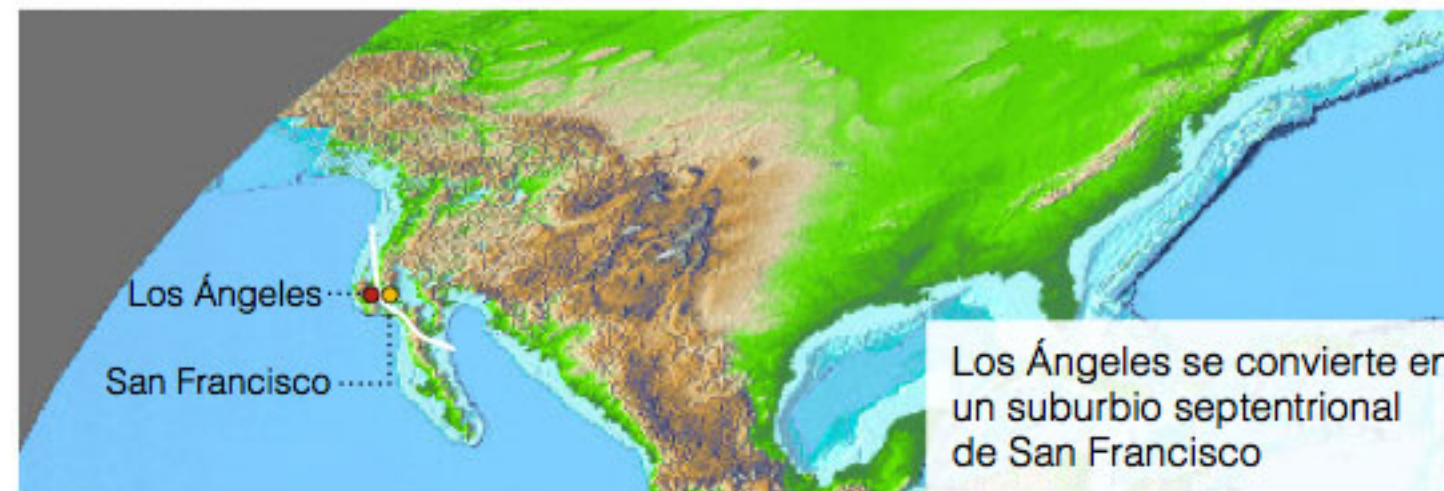 Los Ángeles
San Francisco
Los Ángeles se convierte en
un suburbio septentrional
de San Francisco